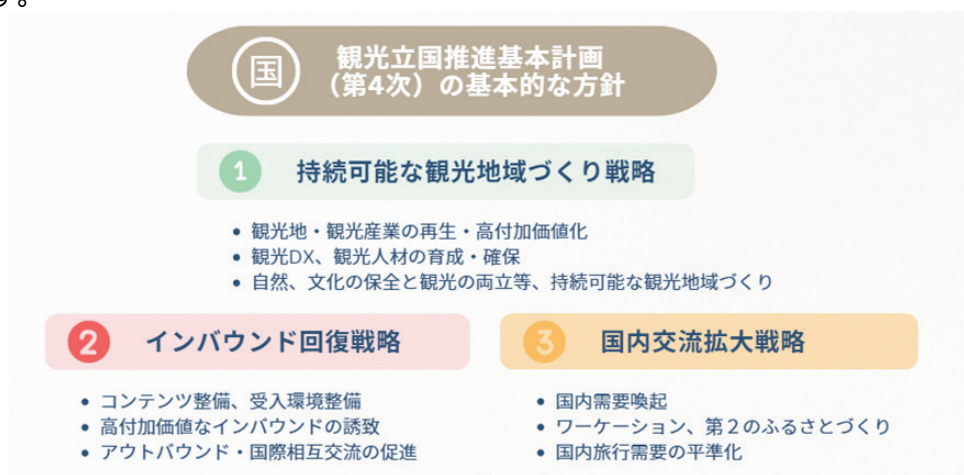 す。
国
観光立国推進基本計画
（第4次）の基本的な方針
1 持続可能な観光地域づくり戦略
• 観光地・観光産業の再生・高付加価値化
• 観光DX、観光人材の育成・確保
• 自然、文化の保全と観光の両立等、持続可能な観光地域づくり
2 インバウンド回復戦略
• コンテンツ整備、受入環境整備
• 高付加価値なインバウンドの誘致
• アウトバウンド・国際相互交流の促進
3 国内交流拡大戦略
• 国内需要喚起
• ワーケーション、第２のふるさとづくり
• 国内旅行需要の平準化